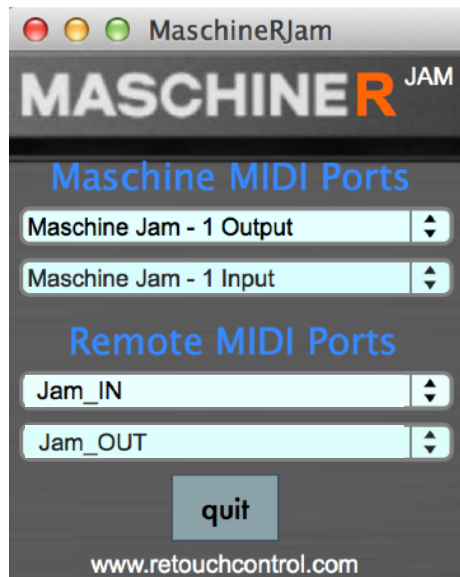 MaschineRJam
MASCHINER JAM
Maschine MIDI Ports
Maschine Jam - 1 Output
Maschine Jam - 1 Input
Remote MIDI Ports
Jam_IN
Jam_OUT
quit
www.retouchcontrol.com